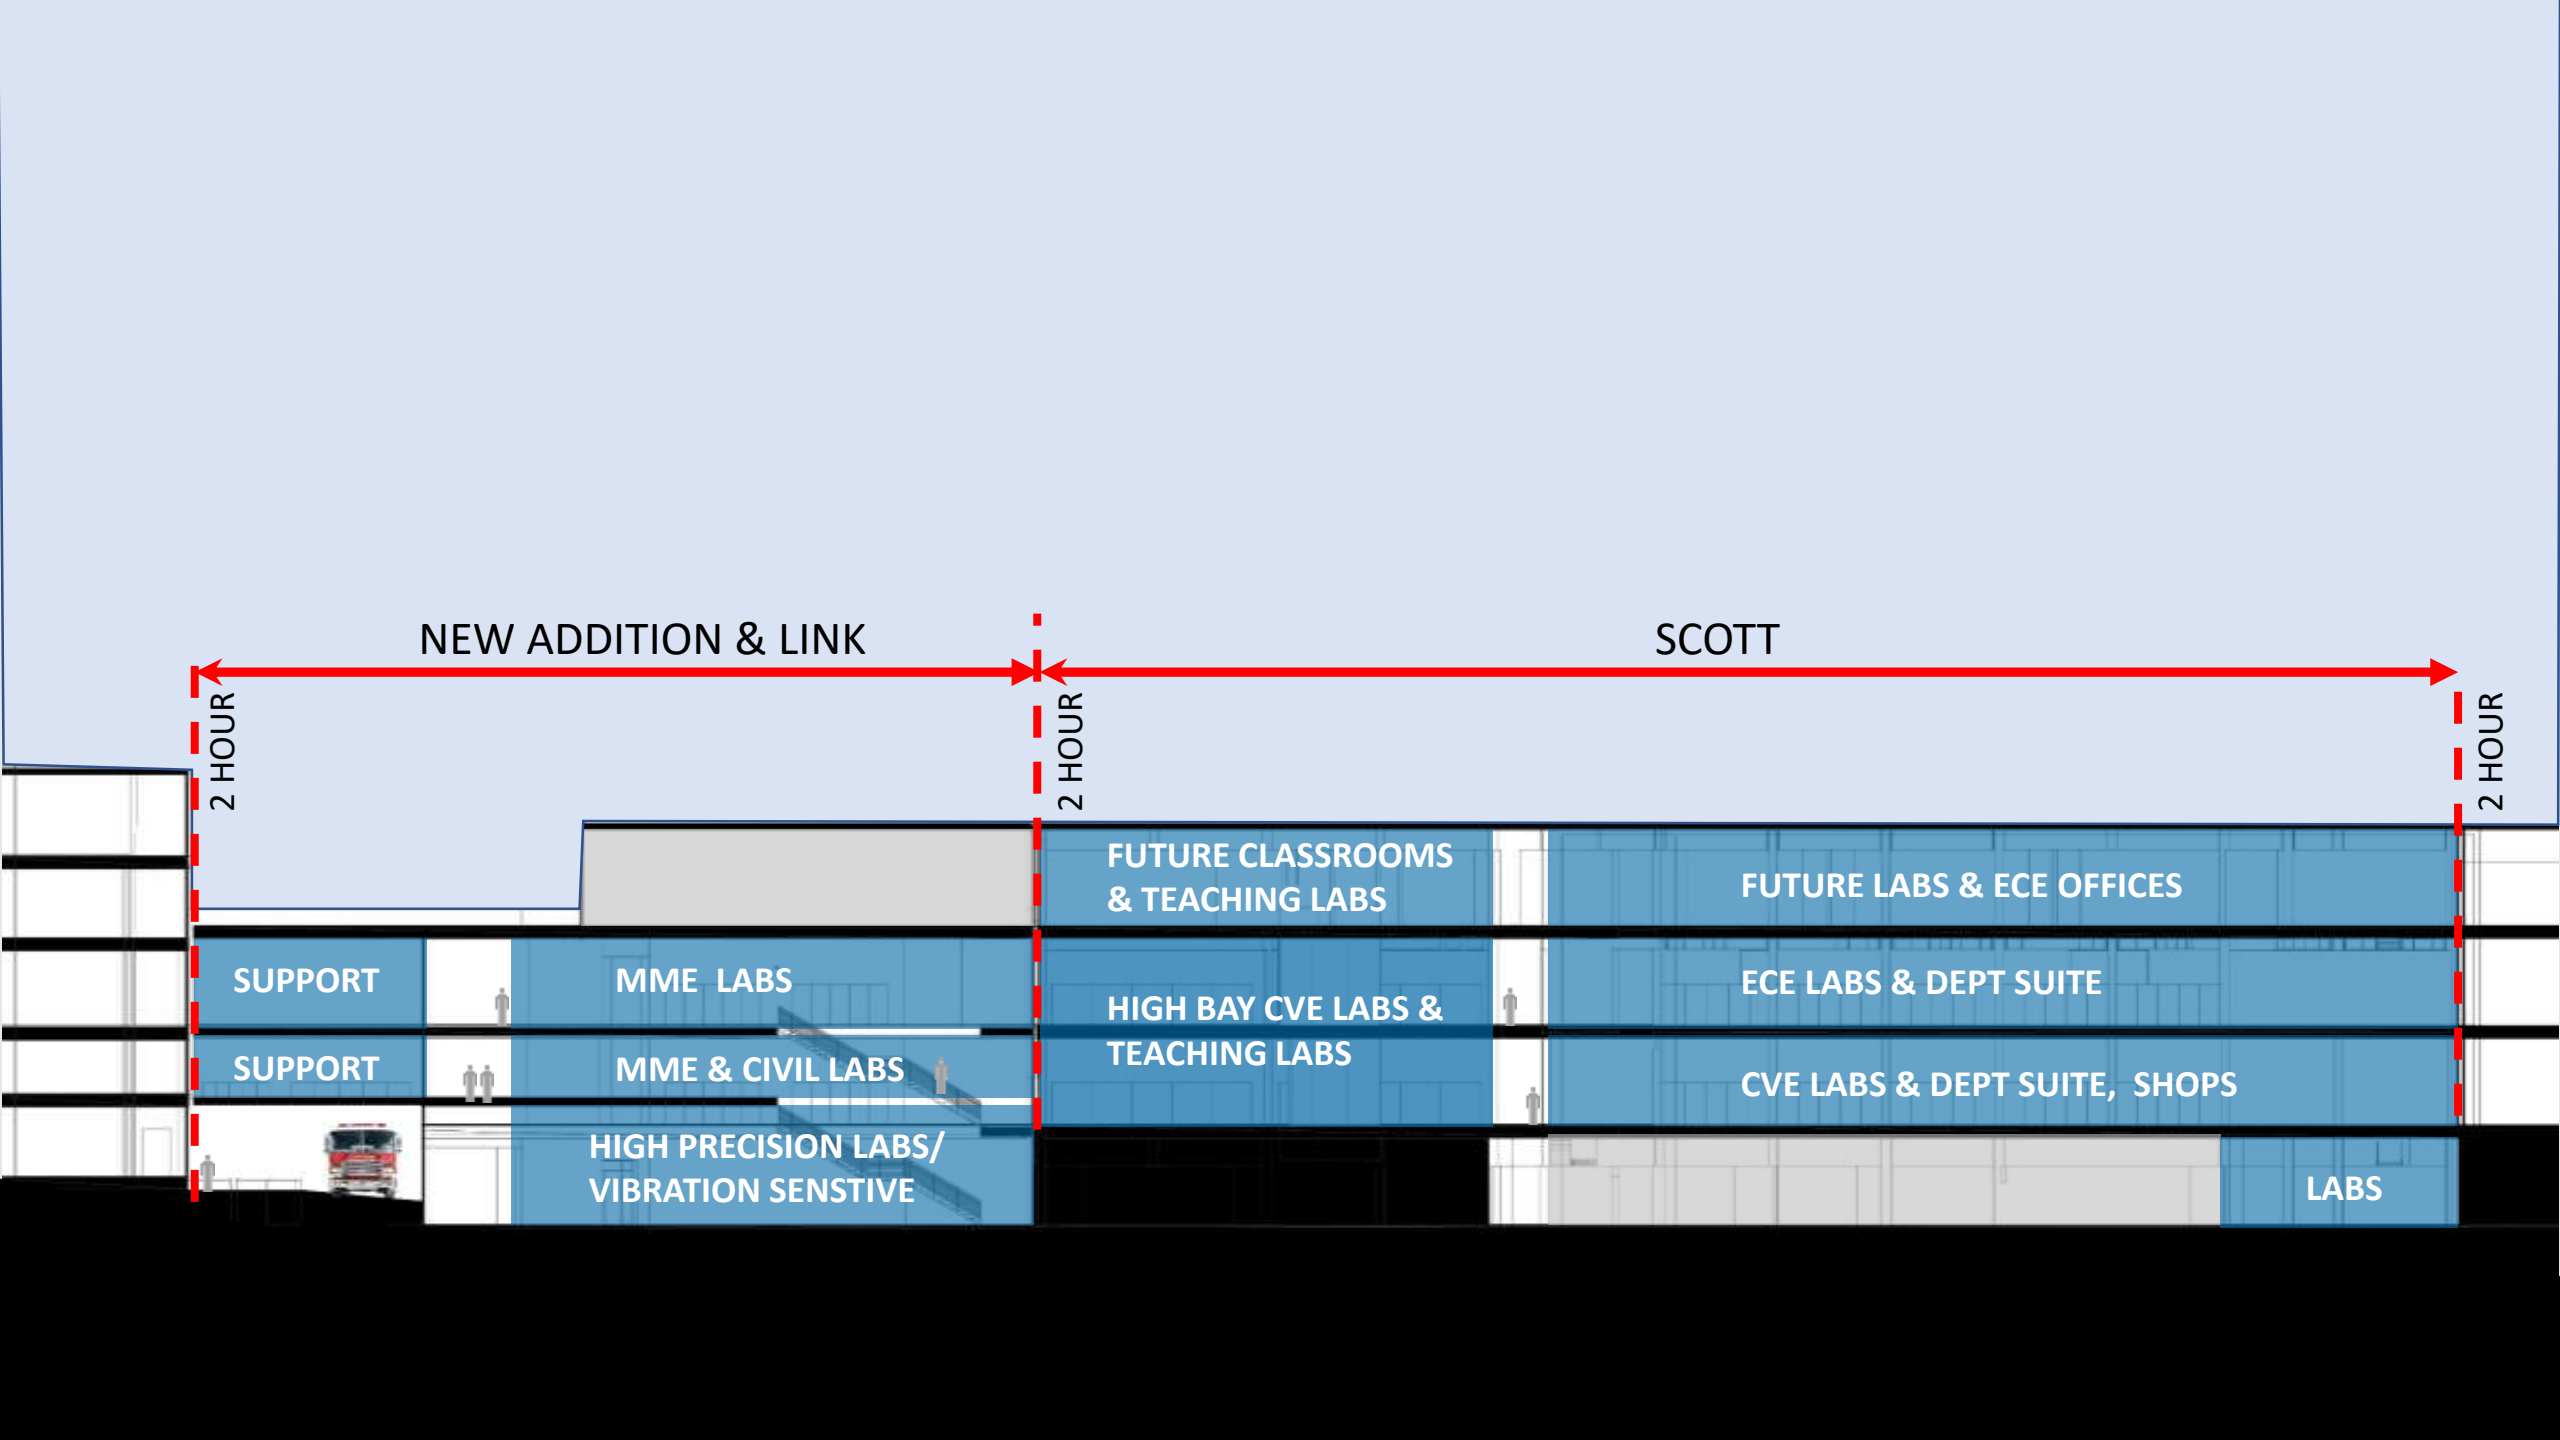 NEW ADDITION & LINK
SCOTT
2 HOUR
2 HOUR
2 HOUR
FUTURE CLASSROOMS
& TEACHING LABS
FUTURE LABS & ECE OFFICES
SUPPORT
MME LABS
HIGH BAY CVE LABS &
TEACHING LABS
ECE LABS & DEPT SUITE
SUPPORT
MME & CIVIL LABS
CVE LABS & DEPT SUITE, SHOPS
HIGH PRECISION LABS/
VIBRATION SENSTIVE
LABS